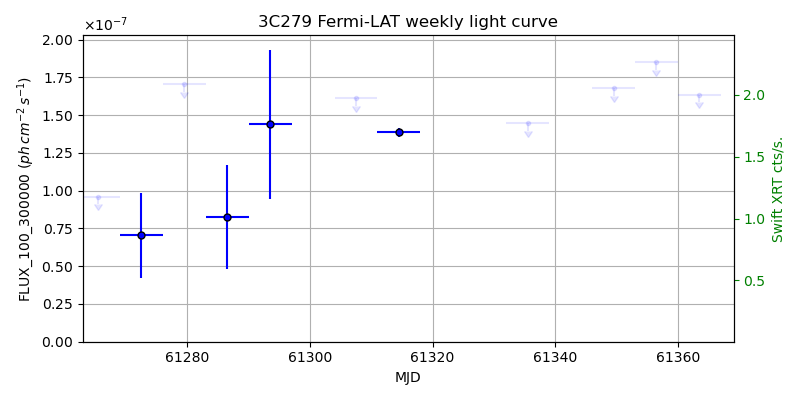 3C279 Fermi-LAT weekly light curve
×10⁻⁷
2.00
1.75
1.50
1.25
1.00
0.75
0.50
0.25
0.00
FLUX_100_300000 (ph cm⁻² s⁻¹)
61280 61300 61320 61340 61360
MJD
2.0
1.5
1.0
0.5
Swift XRT cts/s.